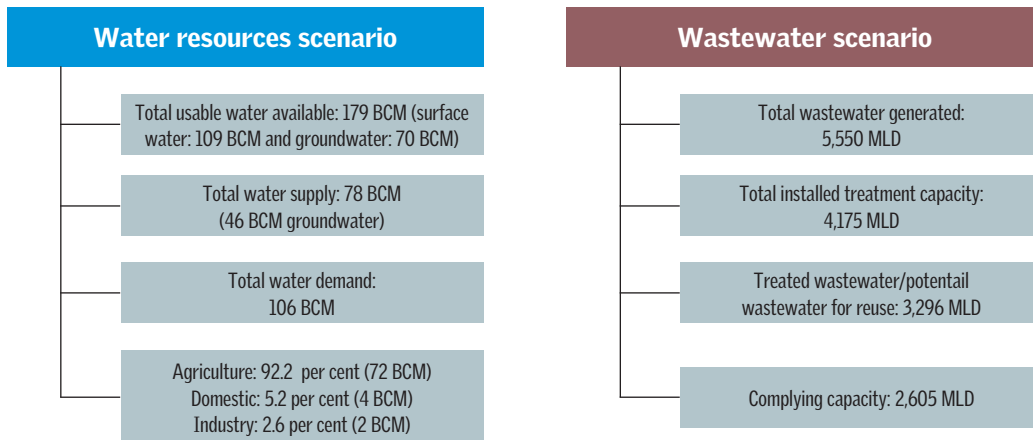 Water resources scenario
Total usable water available: 179 BCM (surface
water: 109 BCM and groundwater: 70 BCM)
Total water supply: 78 BCM
(46 BCM groundwater)
Total water demand:
106 BCM
Agriculture: 92.2 per cent (72 BCM)
Domestic: 5.2 per cent (4 BCM)
Industry: 2.6 per cent (2 BCM)
Wastewater scenario
Total wastewater generated:
5,550 MLD
Total installed treatment capacity:
4,175 MLD
Treated wastewater/potentail
wastewater for reuse: 3,296 MLD
Complying capacity: 2,605 MLD